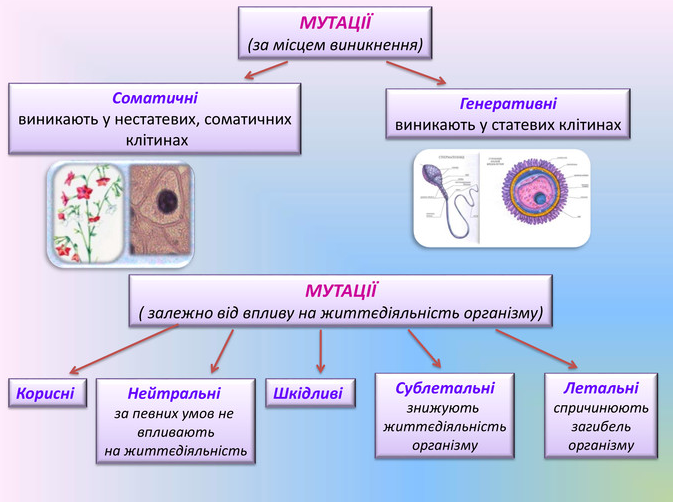 МУТАЦІЇ
(за місцем виникнення)
Соматичні
виникають у нестатевих, соматичних
клітинах
Генеративні
виникають у статевих клітинах
МУТАЦІЇ
( залежно від впливу на життєдіяльність організму)
Корисні
Нейтральні
за певних умов не
впливають
на життєдіяльність
Шкідливі
Сублетальні
знижують
життєдіяльність
організму
Летальні
спричинюють
загибель
організму